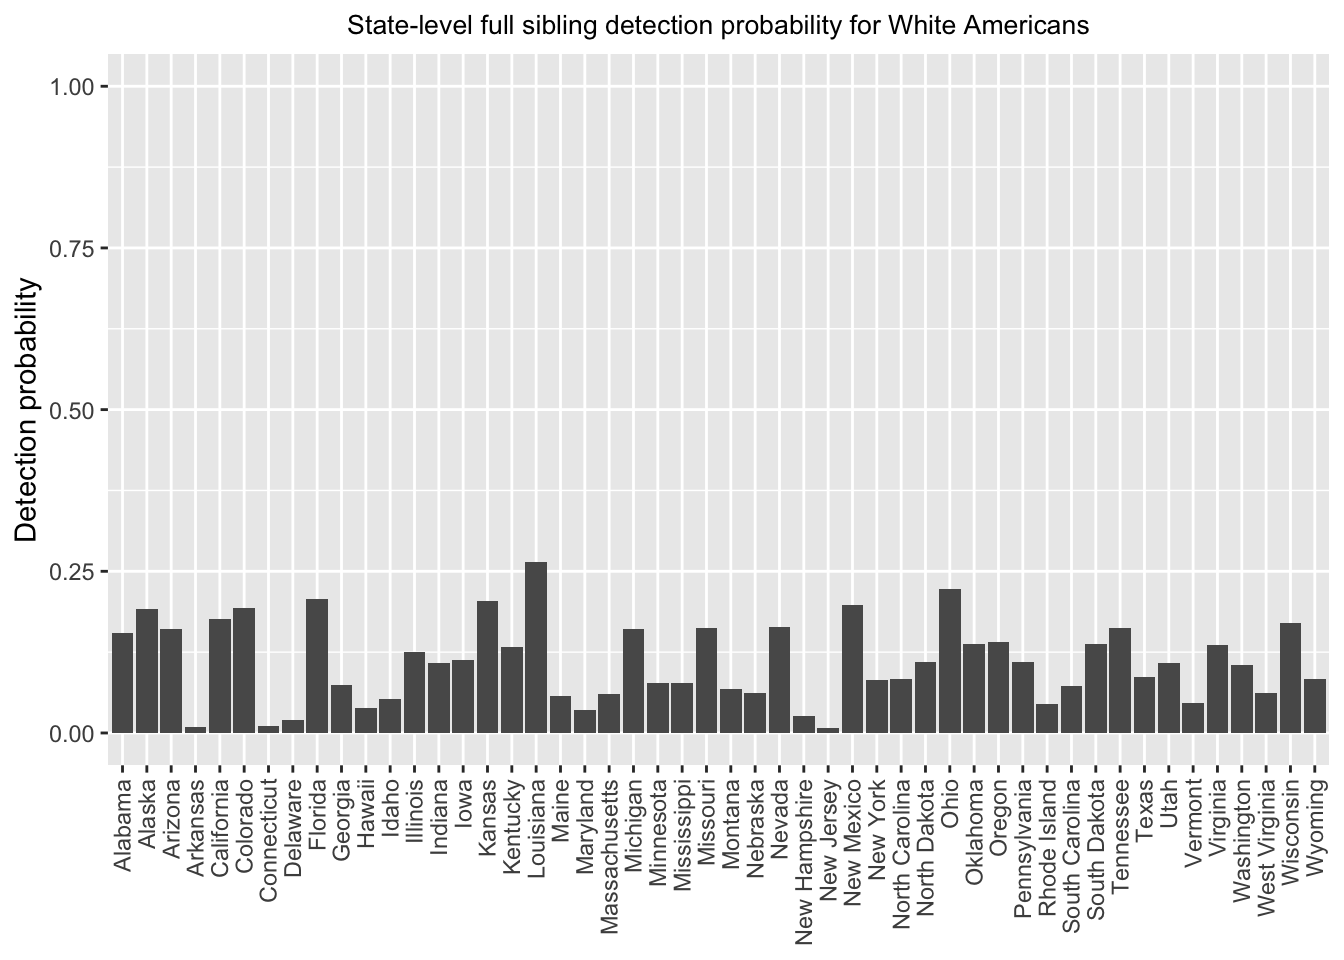 State-level full sibling detection probability for White Americans
Detection probability
1.00
0.75
0.50
0.25
0.00
Alabama
Alaska
Arizona
Arkansas
California
Colorado
Connecticut
Delaware
Florida
Georgia
Hawaii
Idaho
Illinois
Indiana
Iowa
Kansas
Kentucky
Louisiana
Maine
Maryland
Massachusetts
Michigan
Minnesota
Mississippi
Missouri
Montana
Nebraska
Nevada
New Hampshire
New Jersey
New Mexico
New York
North Carolina
North Dakota
Ohio
Oklahoma
Oregon
Pennsylvania
Rhode Island
South Carolina
South Dakota
Tennessee
Texas
Utah
Vermont
Virginia
Washington
West Virginia
Wisconsin
Wyoming